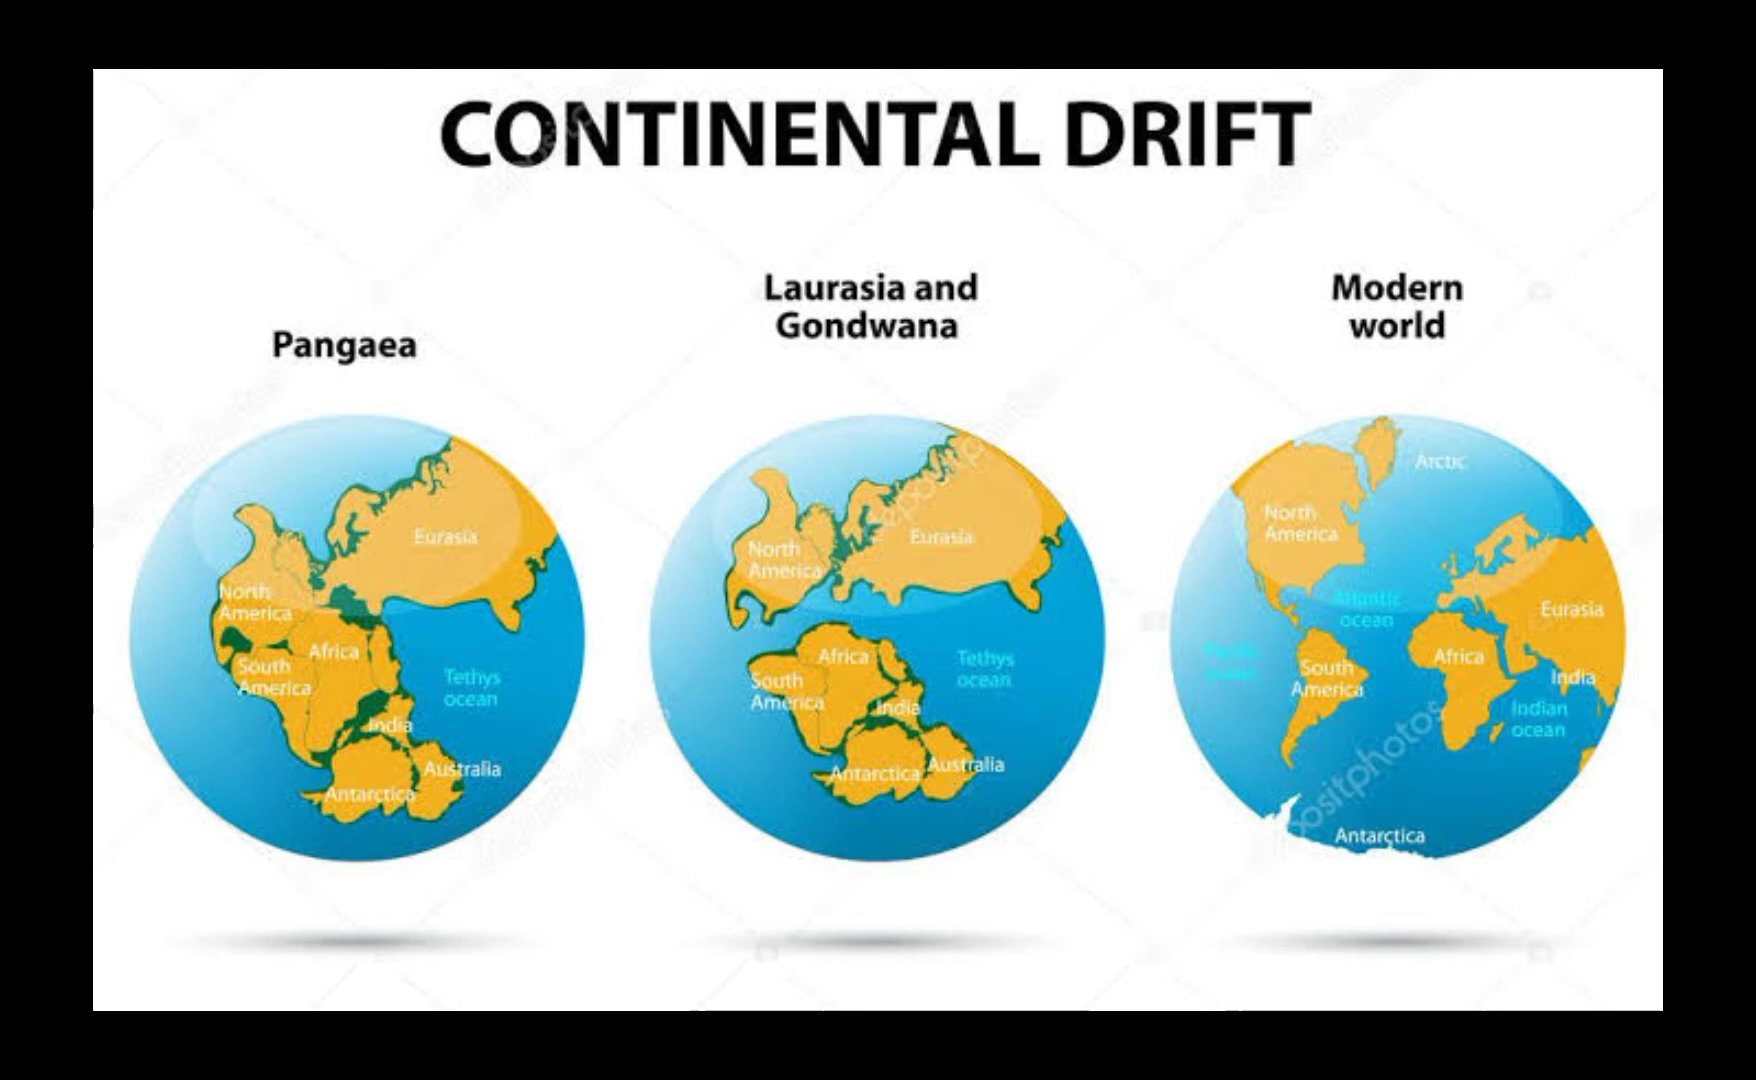 CONTINENTAL DRIFT
Pangaea
Laurasia and
Gondwana
Modern
world
Eurasia
North
America
Africa
South
America
Tethys
ocean
India
Australia
Antarctica
Eurasia
North
America
Africa
South
America
Tethys
ocean
India
Australia
Antarctica
Arctic
North
America
Atlantic
ocean
Eurasia
Africa
South
America
India
Indian
ocean
Antarctica
depositphotos